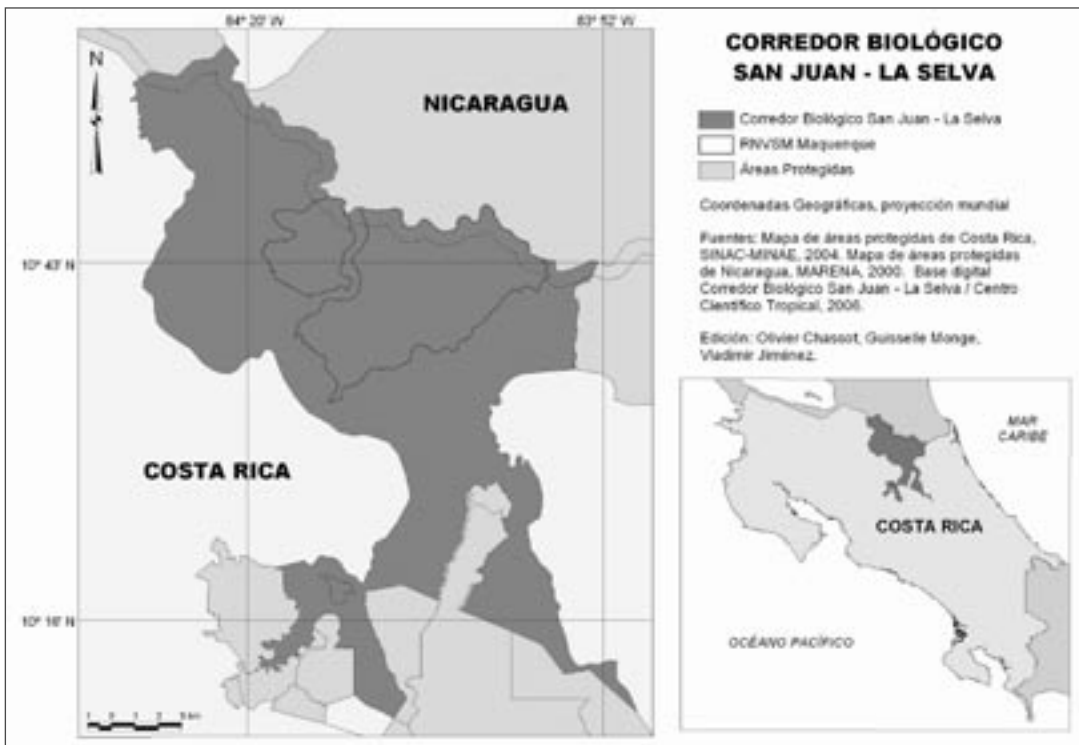 84° 20' W
83° 52' W
N
NICARAGUA
10° 43' N
COSTA RICA
10° 16' N
CORREDOR BIOLÓGICO
SAN JUAN - LA SELVA
Corredor Biológico San Juan - La Selva
RNVSM Maquenque
Áreas Protegidas
Coordenadas Geográficas, proyección mundial
Fuentes: Mapa de áreas protegidas de Costa Rica,
SINAC-MINAE, 2004. Mapa de áreas protegidas
de Nicaragua, MARENA, 2000. Base digital
Corredor Biológico San Juan - La Selva / Centro
Científico Tropical, 2006.
Edición: Olivier Chassot, Guisselle Monge,
Vladimir Jiménez.
MAR
CARIBE
COSTA RICA
OCÉANO PACÍFICO